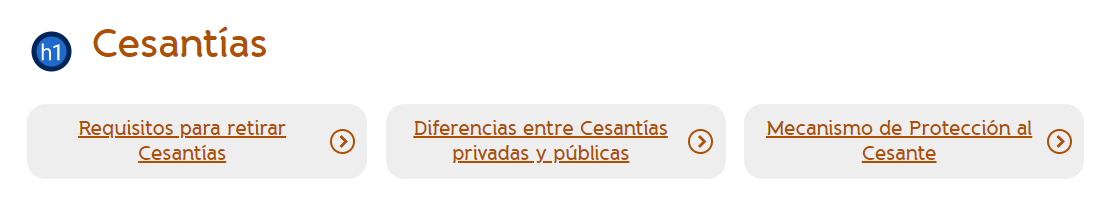 h1
Cesantías
Requisitos para retirar
Cesantías
Diferencias entre Cesantías
privadas y públicas
Mecanismo de Protección al
Cesante